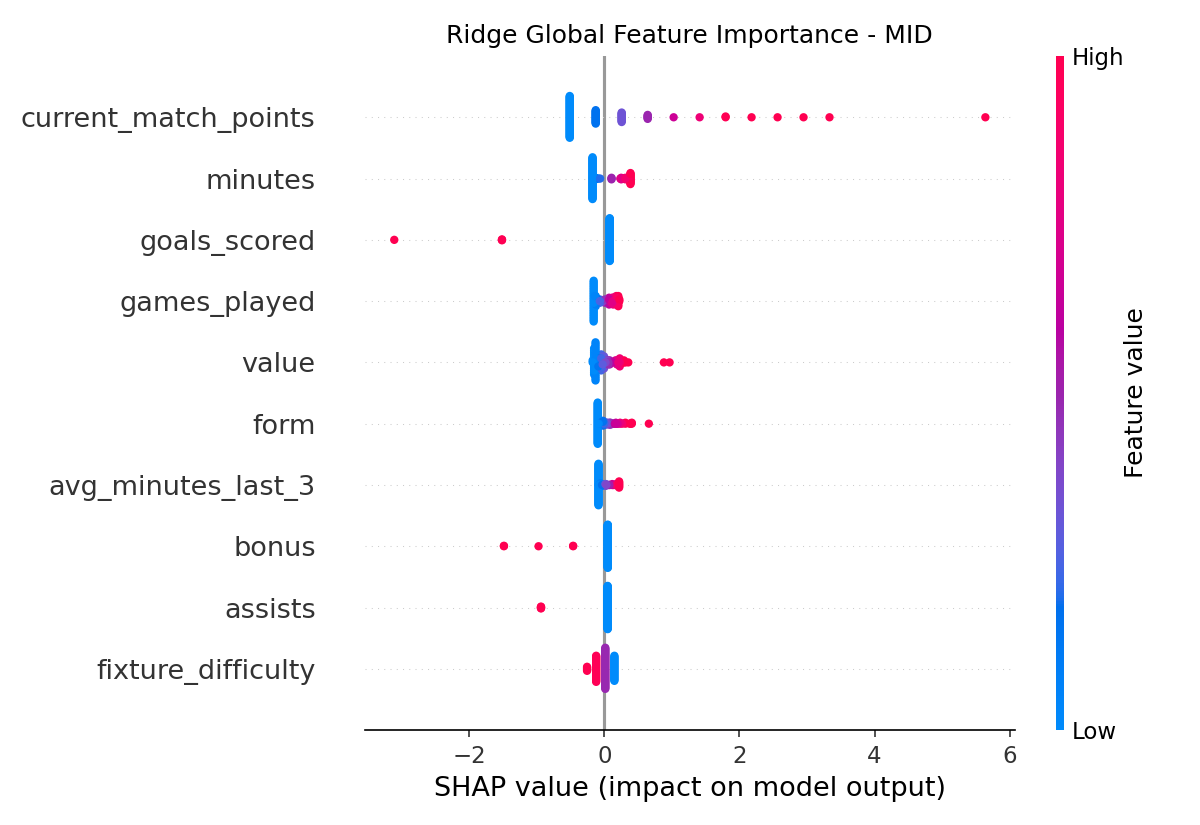 Ridge Global Feature Importance - MID
High
current_match_points
minutes
goals_scored
games_played
value
form
avg_minutes_last_3
bonus
assists
fixture_difficulty
Feature value
Low
−2 0 2 4 6
SHAP value (impact on model output)